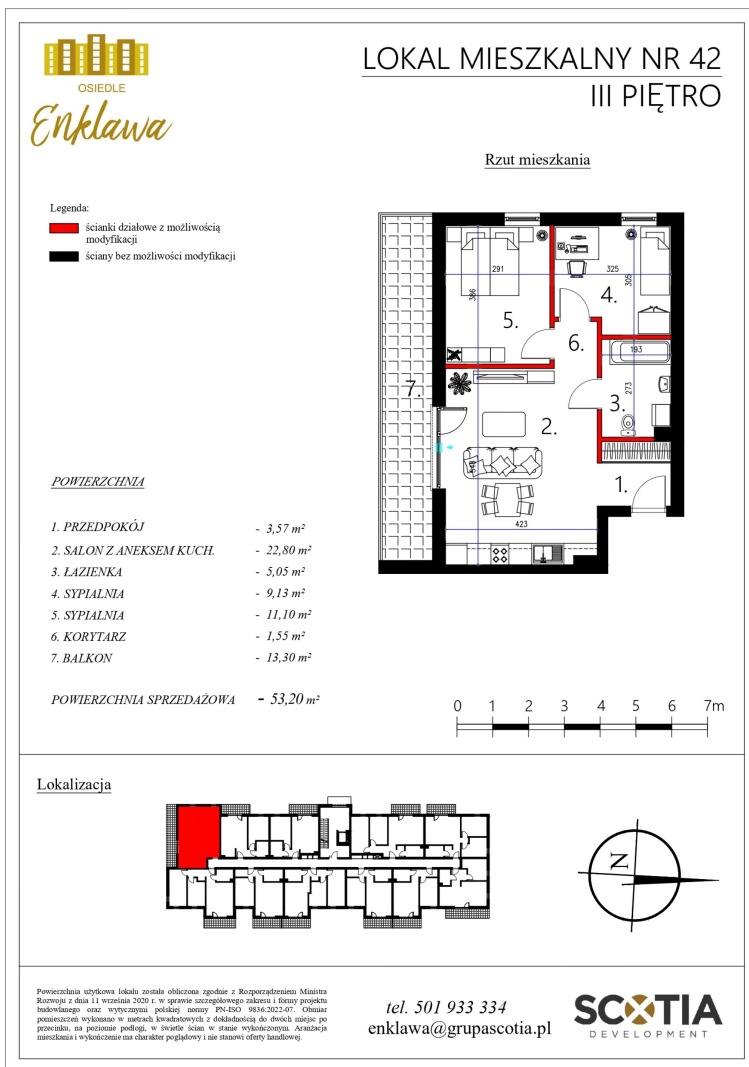 OSIEDLE
Enklawa
LOKAL MIESZKALNY NR 42
III PIĘTRO
Rzut mieszkania
Legenda:
ścianki działowe z możliwością
modyfikacji
ściany bez możliwości modyfikacji
291
325
386
305
4.
5.
6.
193
7.
273
3.
2.
548
1.
423
POWIERZCHNIA
1. PRZEDPOKÓJ - 3,57 m²
2. SALON Z ANEKSEM KUCH. - 22,80 m²
3. ŁAZIENKA - 5,05 m²
4. SYPIALNIA - 9,13 m²
5. SYPIALNIA - 11,10 m²
6. KORYTARZ - 1,55 m²
7. BALKON - 13,30 m²
POWIERZCHNIA SPRZEDAŻOWA - 53,20 m²
0 1 2 3 4 5 6 7m
Lokalizacja
N
Powierzchnia użytkowa lokalu została obliczona zgodnie z Rozporządzeniem Ministra
Rozwoju z dnia 11 września 2020 r. w sprawie szczegółowego zakresu i formy projektu
budowlanego oraz wytycznymi polskiej normy PN-ISO 9836:2022-07. Obmiar
pomieszczeń wykonano w metrach kwadratowych z dokładnością do dwóch miejsc po
przecinku, na poziomie podłogi, w świetle ścian w stanie wykończonym. Aranżacja
mieszkania i wykończenie ma charakter poglądowy i nie stanowi oferty handlowej.
tel. 501 933 334
enklawa@grupascotia.pl
SCOTIA
DEVELOPMENT